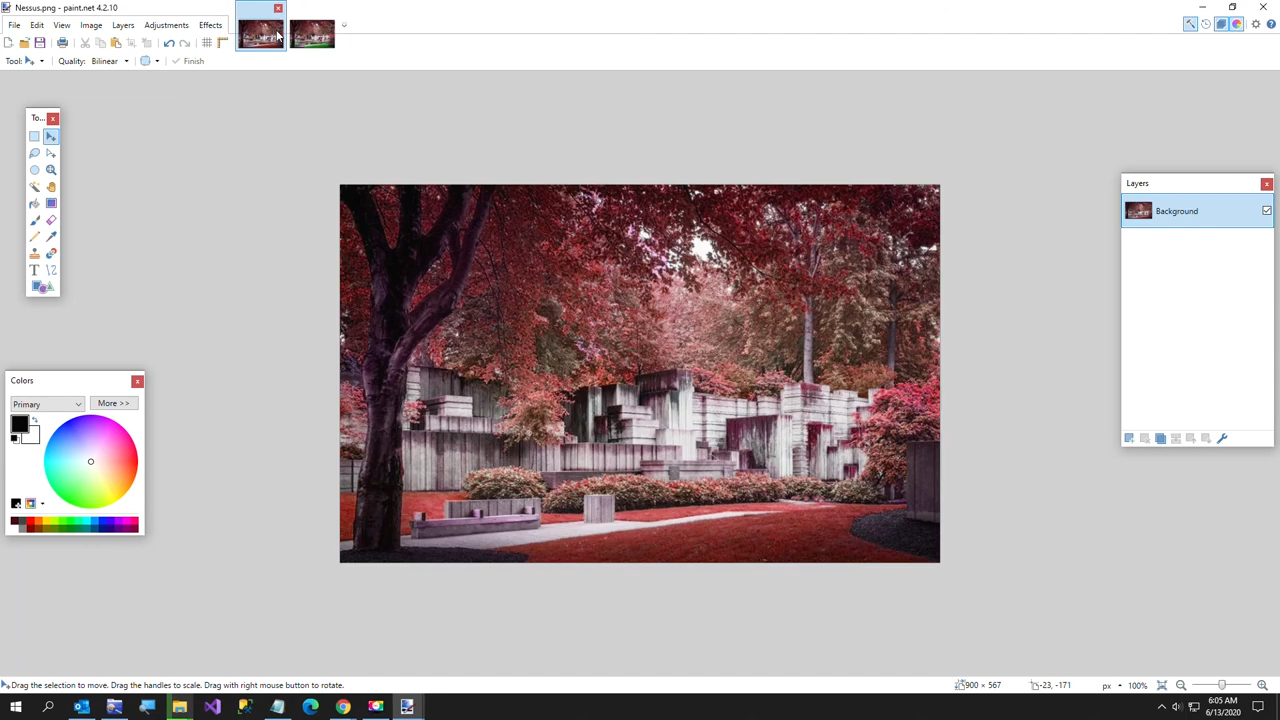 Nessus.png - paint.net 4.2.10
File Edit View Image Layers Adjustments Effects
Tool: Quality: Bilinear Finish
To...
Layers
Background
Colors
Primary More >>
Drag the selection to move. Drag the handles to scale. Drag with right mouse button to rotate. 900 × 567 -23, -171 px 100%
6:05 AM
6/13/2020